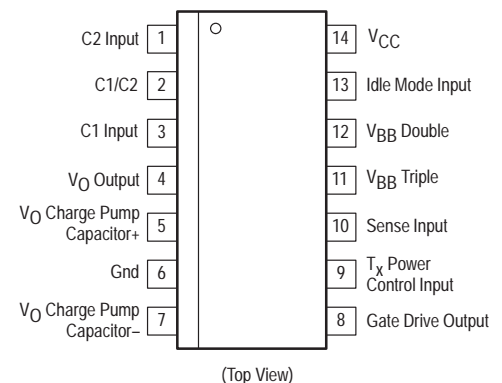 C2 Input 1
C1/C2 2
C1 Input 3
VO Output 4
VO Charge Pump
Capacitor+ 5
Gnd 6
VO Charge Pump
Capacitor– 7
14 VCC
13 Idle Mode Input
12 VBB Double
11 VBB Triple
10 Sense Input
9 Tx Power
Control Input
8 Gate Drive Output
(Top View)